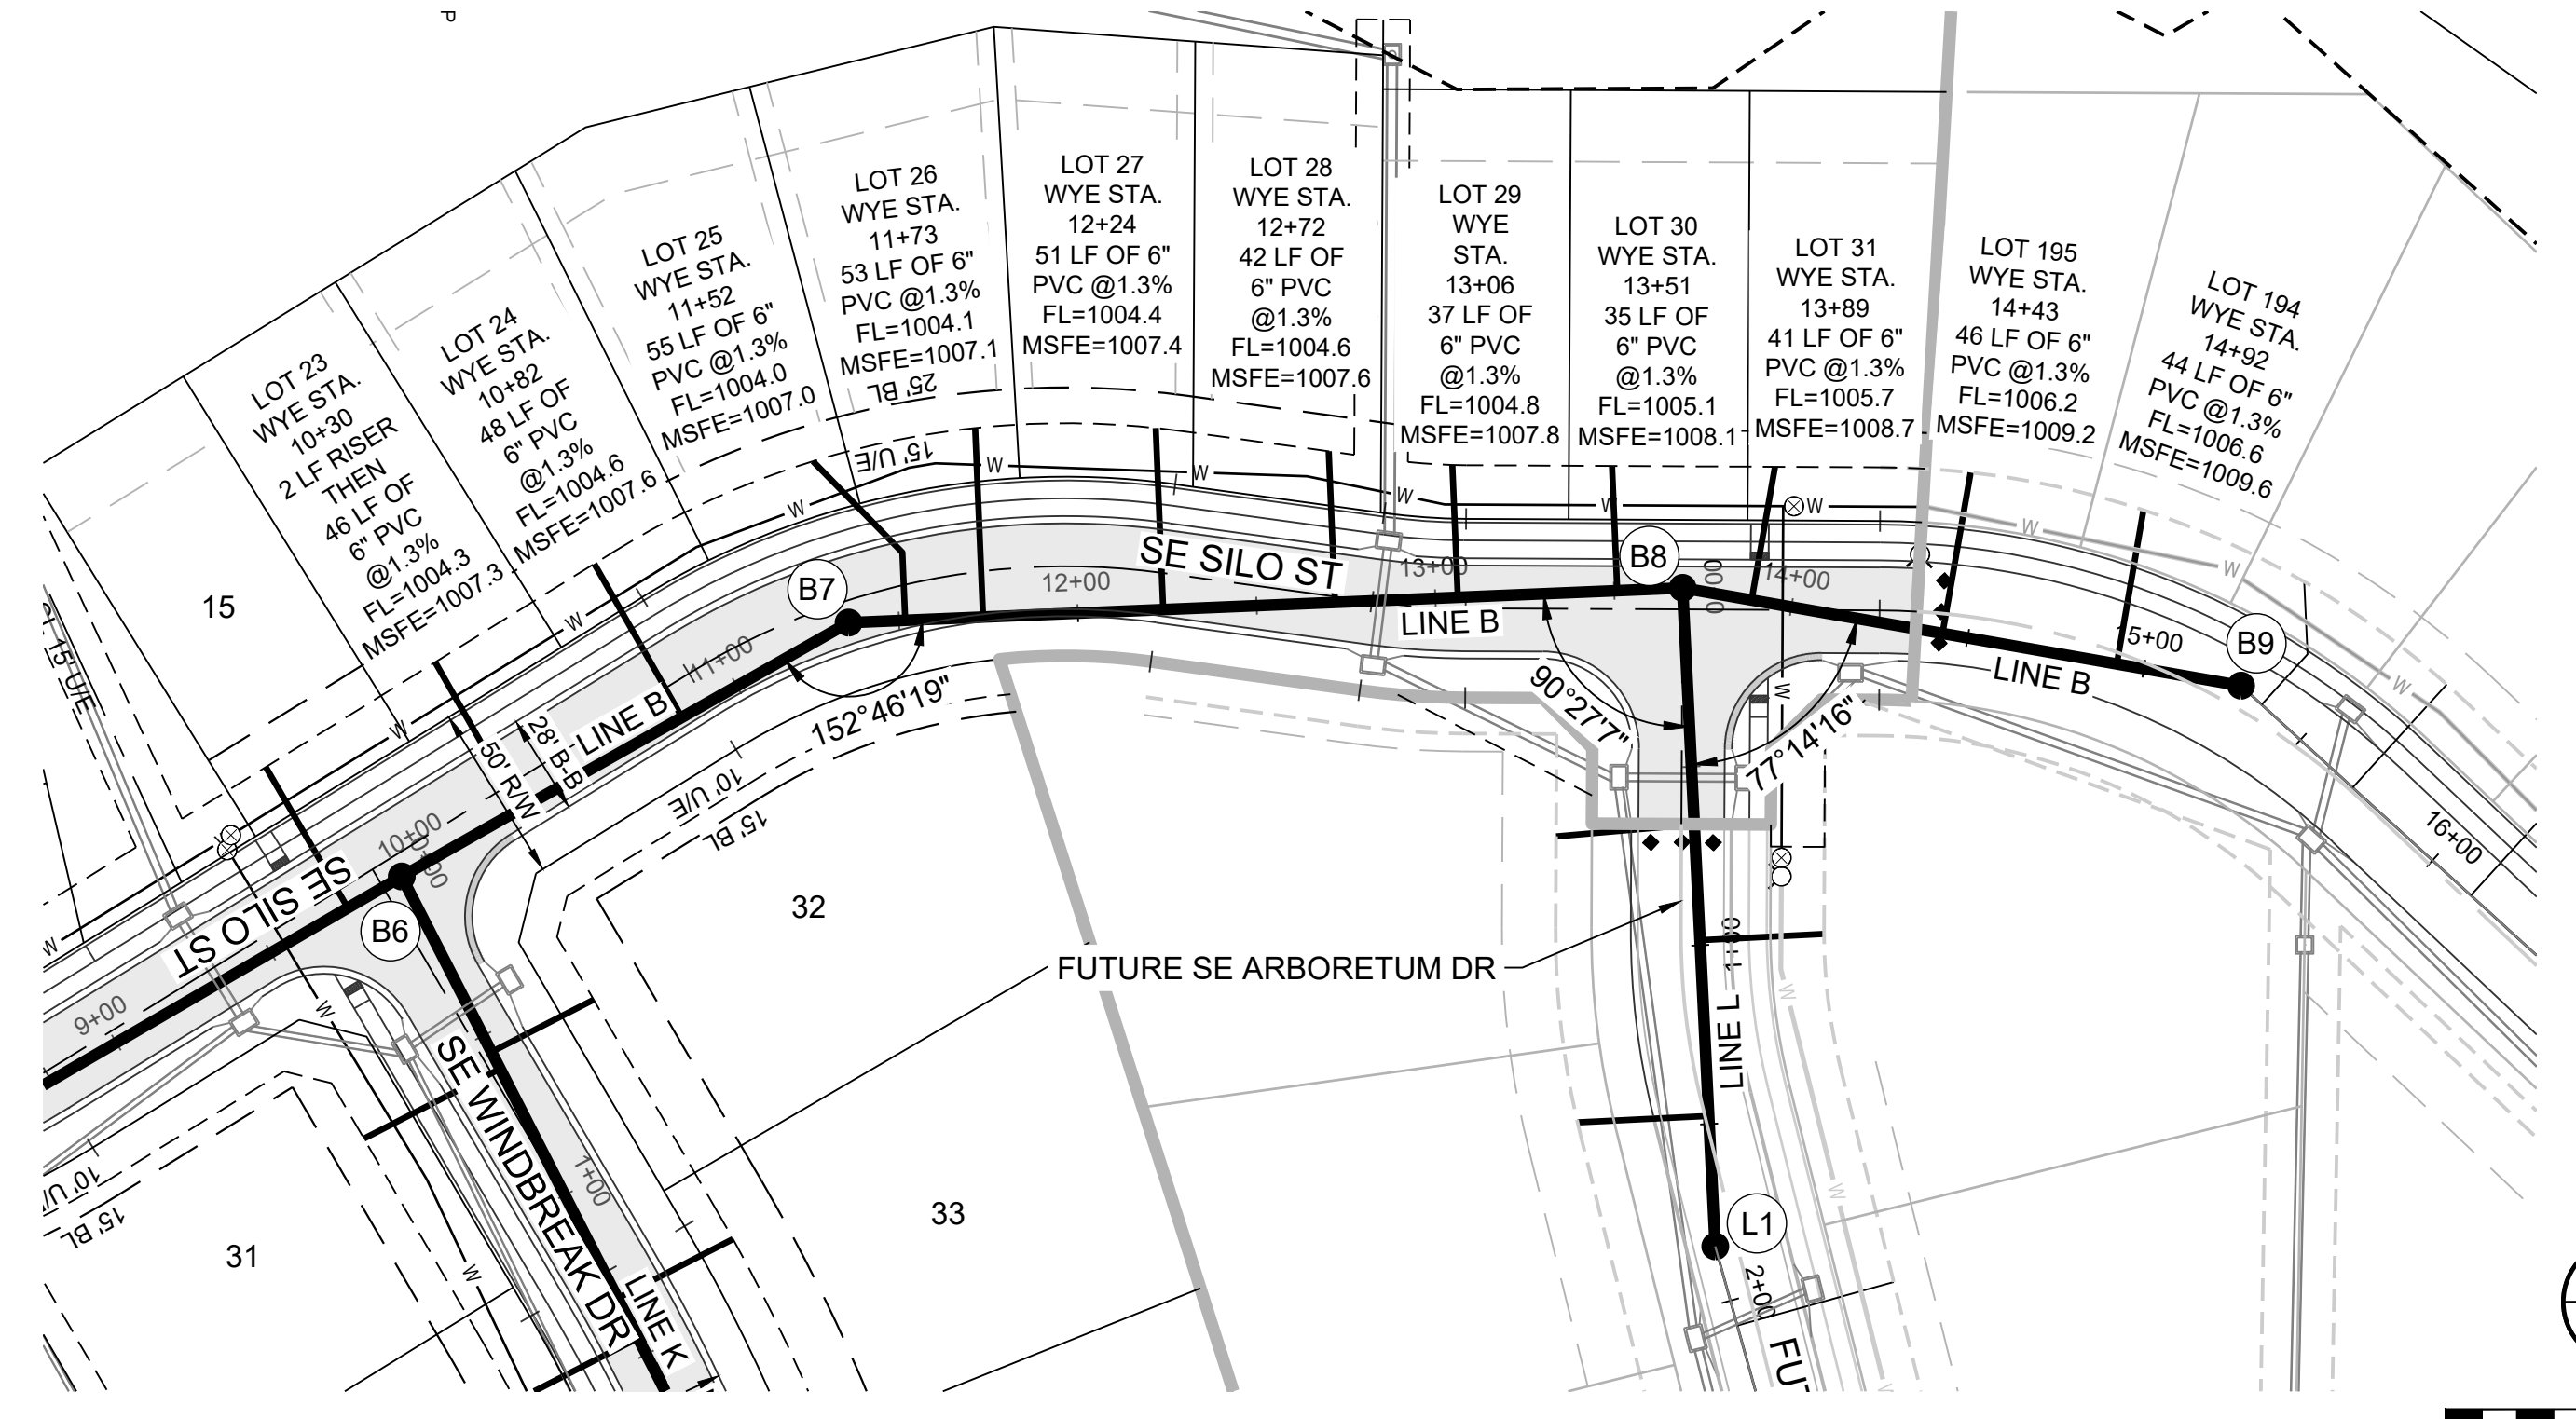 P
LOT 23
WYE STA.
10+30
2 LF RISER
THEN
46 LF OF
6" PVC
@1.3%
FL=1004.3
MSFE=1007.3
LOT 24
WYE STA.
10+82
48 LF OF
6" PVC
@1.3%
FL=1004.6
MSFE=1007.6
LOT 25
WYE STA.
11+52
55 LF OF 6"
PVC @1.3%
FL=1004.0
MSFE=1007.0
LOT 26
WYE STA.
11+73
53 LF OF 6"
PVC @1.3%
FL=1004.1
MSFE=1007.1
LOT 27
WYE STA.
12+24
51 LF OF 6"
PVC @1.3%
FL=1004.4
MSFE=1007.4
LOT 28
WYE STA.
12+72
42 LF OF
6" PVC
@1.3%
FL=1004.6
MSFE=1007.6
LOT 29
WYE
STA.
13+06
37 LF OF
6" PVC
@1.3%
FL=1004.8
MSFE=1007.8
LOT 30
WYE STA.
13+51
35 LF OF
6" PVC
@1.3%
FL=1005.1
MSFE=1008.1
LOT 31
WYE STA.
13+89
41 LF OF 6"
PVC @1.3%
FL=1005.7
MSFE=1008.7
LOT 195
WYE STA.
14+43
46 LF OF 6"
PVC @1.3%
FL=1006.2
MSFE=1009.2
LOT 194
WYE STA.
14+92
44 LF OF 6"
PVC @1.3%
FL=1006.6
MSFE=1009.6
25' BL
15' U/E
W
W
W
W
W
W
W
W
W
W
W
W
15
15' U/E
B7
12+00
SE SILO ST
13+00
LINE B
B8
0+00
14+00
LINE B
15+00
B9
16+00
11+00
LINE B
152°46'19"
90°27'7"
77°14'16"
50' R/W
28' B-B
10' U/E
15' BL
10+00
0+00
SE SILO ST
B6
9+00
W
W
W
W
W
W
W
32
FUTURE SE ARBORETUM DR
LINE L
1+00
SE WINDBREAK DR
1+00
LINE K
10' U/E
15' BL
31
33
L1
2+00
FUT